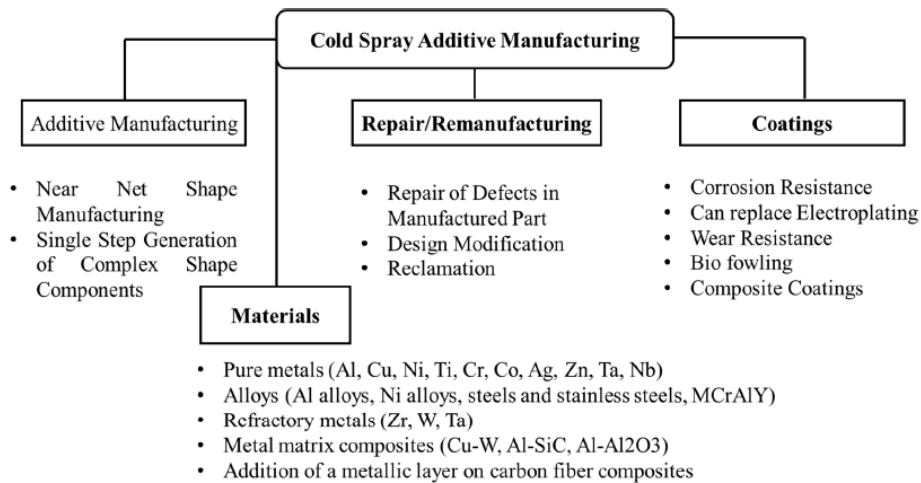 Cold Spray Additive Manufacturing
Additive Manufacturing
• Near Net Shape
Manufacturing
• Single Step Generation
of Complex Shape
Components
Repair/Remanufacturing
• Repair of Defects in
Manufactured Part
• Design Modification
• Reclamation
Coatings
• Corrosion Resistance
• Can replace Electroplating
• Wear Resistance
• Bio fowling
• Composite Coatings
Materials
• Pure metals (Al, Cu, Ni, Ti, Cr, Co, Ag, Zn, Ta, Nb)
• Alloys (Al alloys, Ni alloys, steels and stainless steels, MCrAlY)
• Refractory metals (Zr, W, Ta)
• Metal matrix composites (Cu-W, Al-SiC, Al-Al2O3)
• Addition of a metallic layer on carbon fiber composites